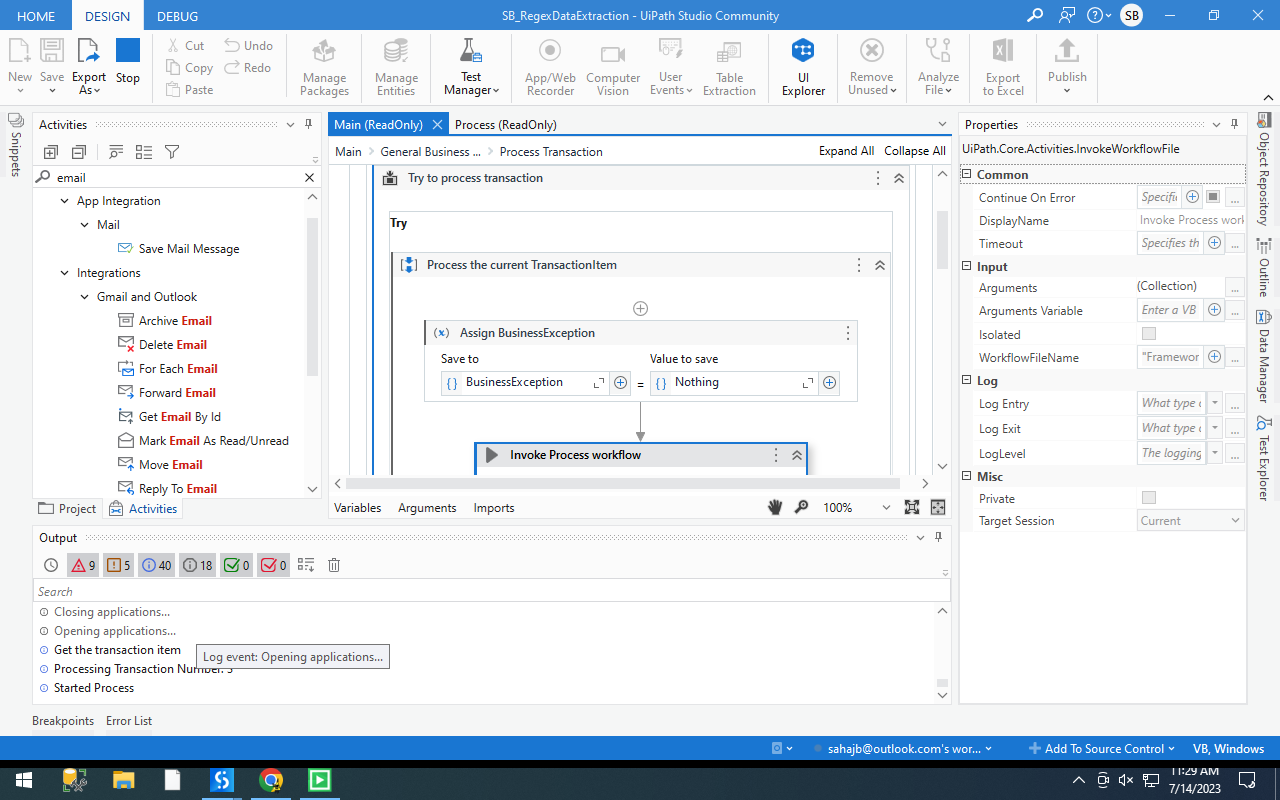 HOME DESIGN DEBUG SB_RegexDataExtraction - UiPath Studio Community SB
New Save Export As Stop
Cut Copy Paste
Undo Redo
Manage Packages
Manage Entities
Test Manager
App/Web Recorder
Computer Vision
User Events
Table Extraction
UI Explorer
Remove Unused
Analyze File
Export to Excel
Publish
Snippets
Activities
email
App Integration
Mail
Save Mail Message
Integrations
Gmail and Outlook
Archive Email
Delete Email
For Each Email
Forward Email
Get Email By Id
Mark Email As Read/Unread
Move Email
Reply To Email
Project Activities
Main (ReadOnly) Process (ReadOnly)
Main General Business ... Process Transaction Expand All Collapse All
Try to process transaction
Try
Process the current TransactionItem
(x) Assign BusinessException
Save to Value to save
{ } BusinessException = { } Nothing
Invoke Process workflow
Variables Arguments Imports 100%
Properties
UiPath.Core.Activities.InvokeWorkflowFile
Common
Continue On Error Specifi ...
DisplayName Invoke Process work
Timeout Specifies th ...
Input
Arguments (Collection) ...
Arguments Variable Enter a VB ...
Isolated
WorkflowFileName "Framewor ...
Log
Log Entry What type o ...
Log Exit What type o ...
LogLevel The logging ...
Misc
Private
Target Session Current
Object Repository
Outline
Data Manager
Test Explorer
Output
9 5 40 18 0 0
Search
Closing applications...
Opening applications...
Get the transaction item
Log event: Opening applications...
Processing Transaction Number: 3
Started Process
Breakpoints Error List
sahajb@outlook.com's wor... Add To Source Control VB, Windows
11:29 AM
7/14/2023